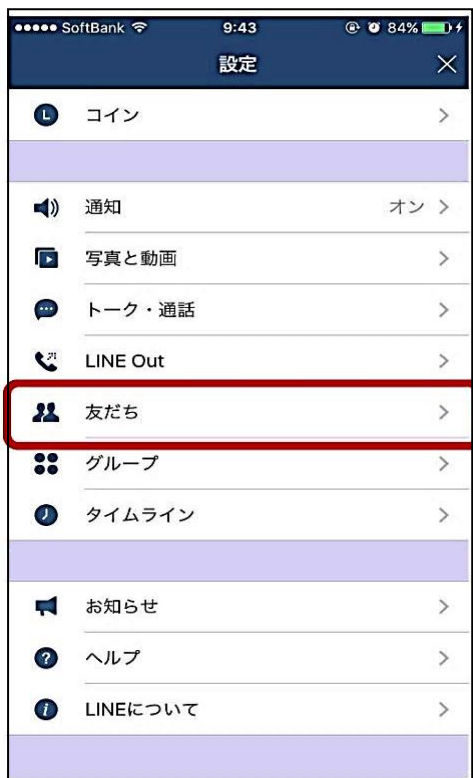 ●●●●● SoftBank 9:43 84%
設定
コイン
通知 オン
写真と動画
トーク・通話
LINE Out
友だち
グループ
タイムライン
お知らせ
ヘルプ
LINEについて